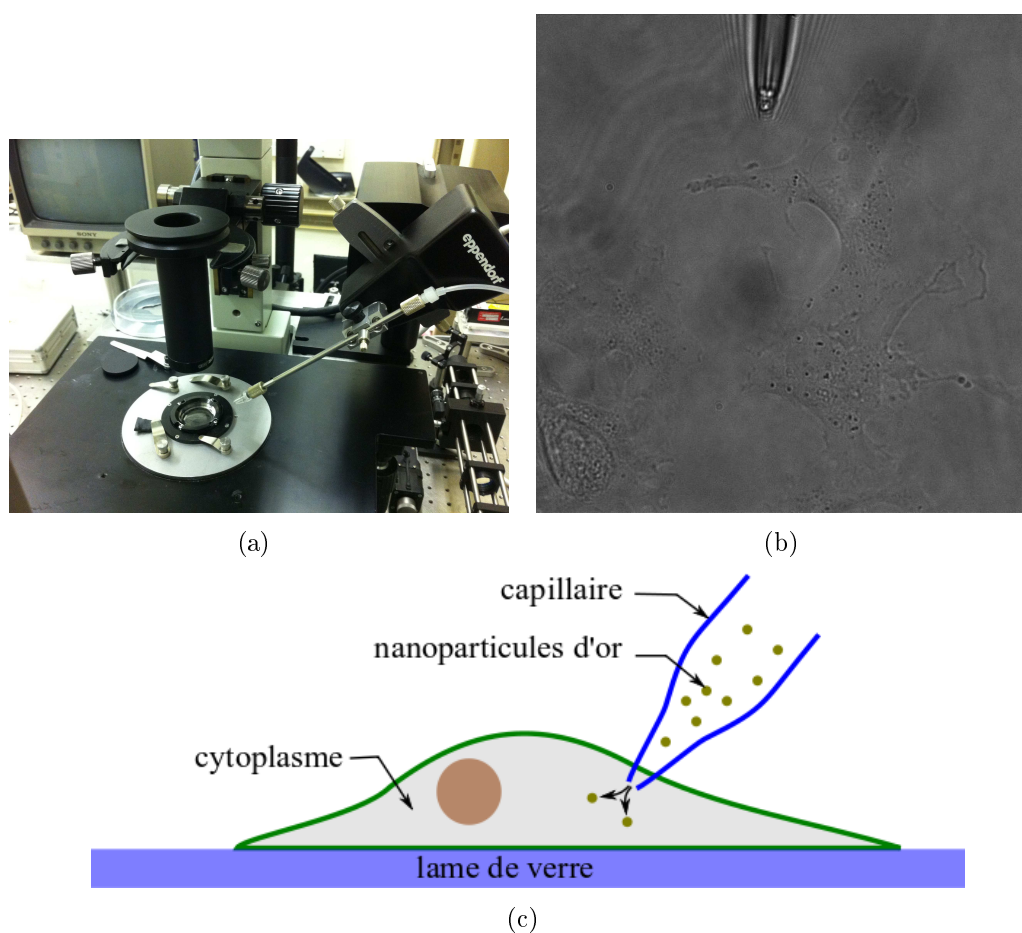 SONY
eppendorf
(a)
(b)
capillaire
nanoparticules d'or
cytoplasme
lame de verre
(c)